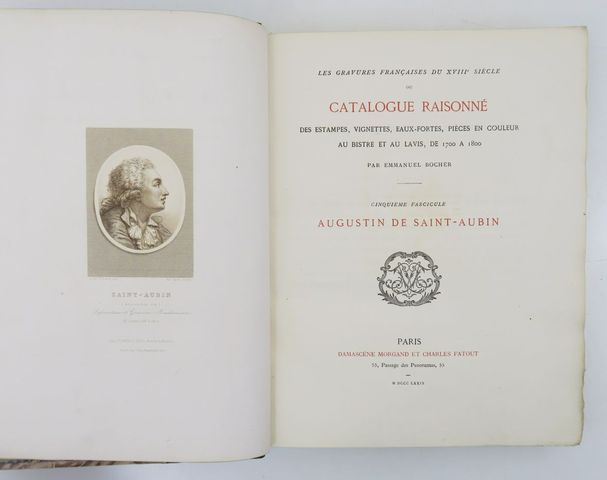 SAINT-AUBIN
LES GRAVURES FRANÇAISES DU XVIIIe SIÈCLE
OU
CATALOGUE RAISONNÉ
DES ESTAMPES, VIGNETTES, EAUX-FORTES, PIÈCES EN COULEUR
AU BISTRE ET AU LAVIS, DE 1700 A 1800
PAR EMMANUEL BOCHER
CINQUIÈME FASCICULE
AUGUSTIN DE SAINT-AUBIN
PARIS
DAMASCÈNE MORGAND ET CHARLES FATOUT
55, Passage des Panoramas, 55
M DCCC LXXIX